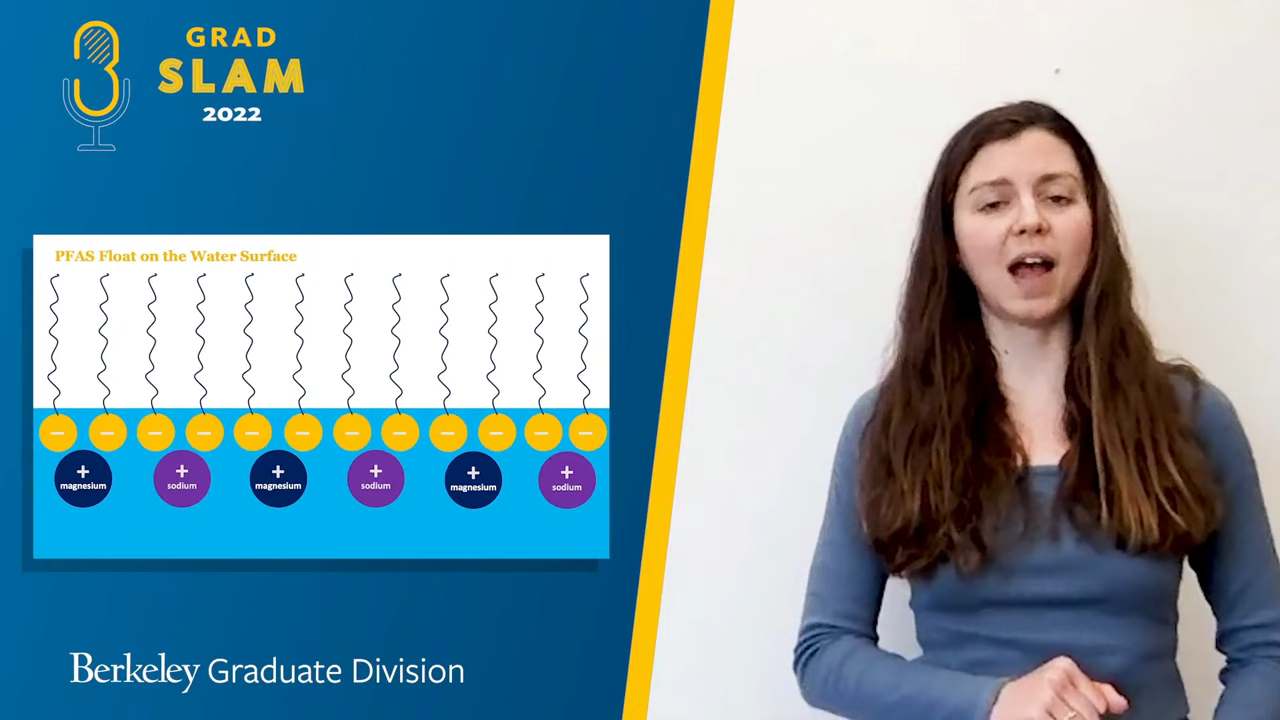 GRAD
SLAM
2022
PFAS Float on the Water Surface
− − − − − − − − − − − −
+ + + + + +
magnesium sodium magnesium sodium magnesium sodium
Berkeley Graduate Division